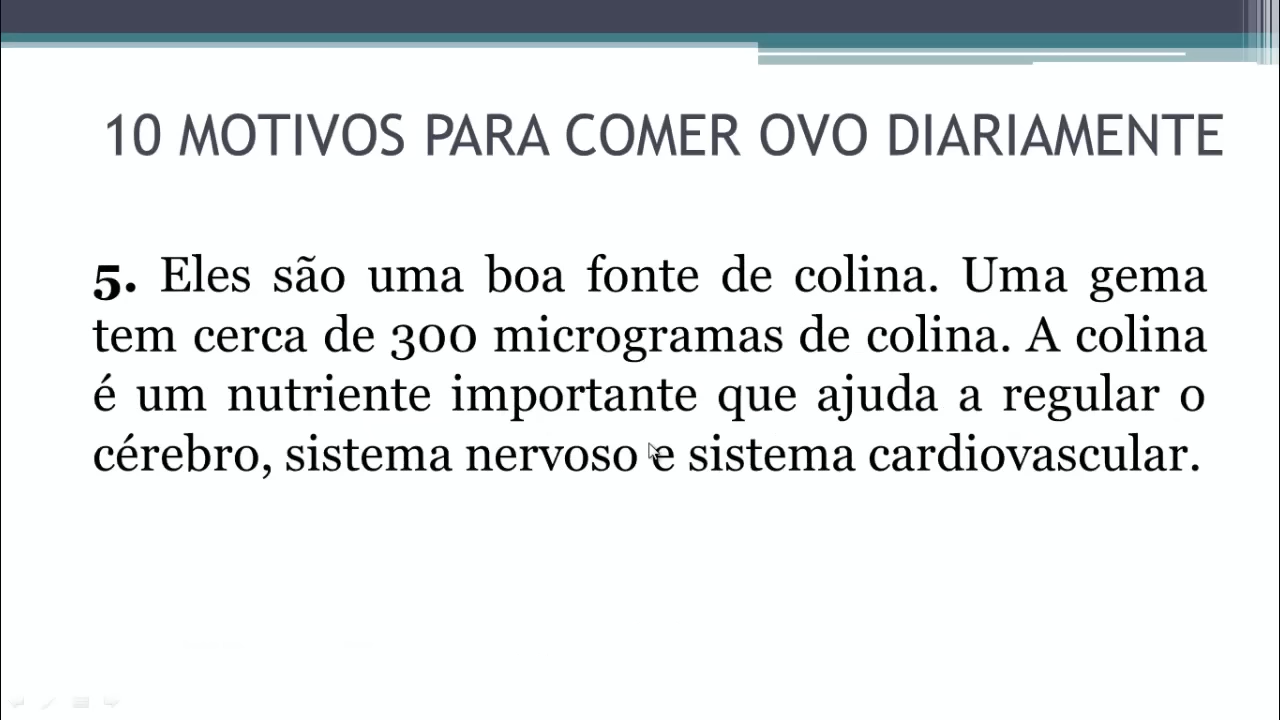 10 MOTIVOS PARA COMER OVO DIARIAMENTE
5. Eles são uma boa fonte de colina. Uma gema
tem cerca de 300 microgramas de colina. A colina
é um nutriente importante que ajuda a regular o
cérebro, sistema nervoso e sistema cardiovascular.